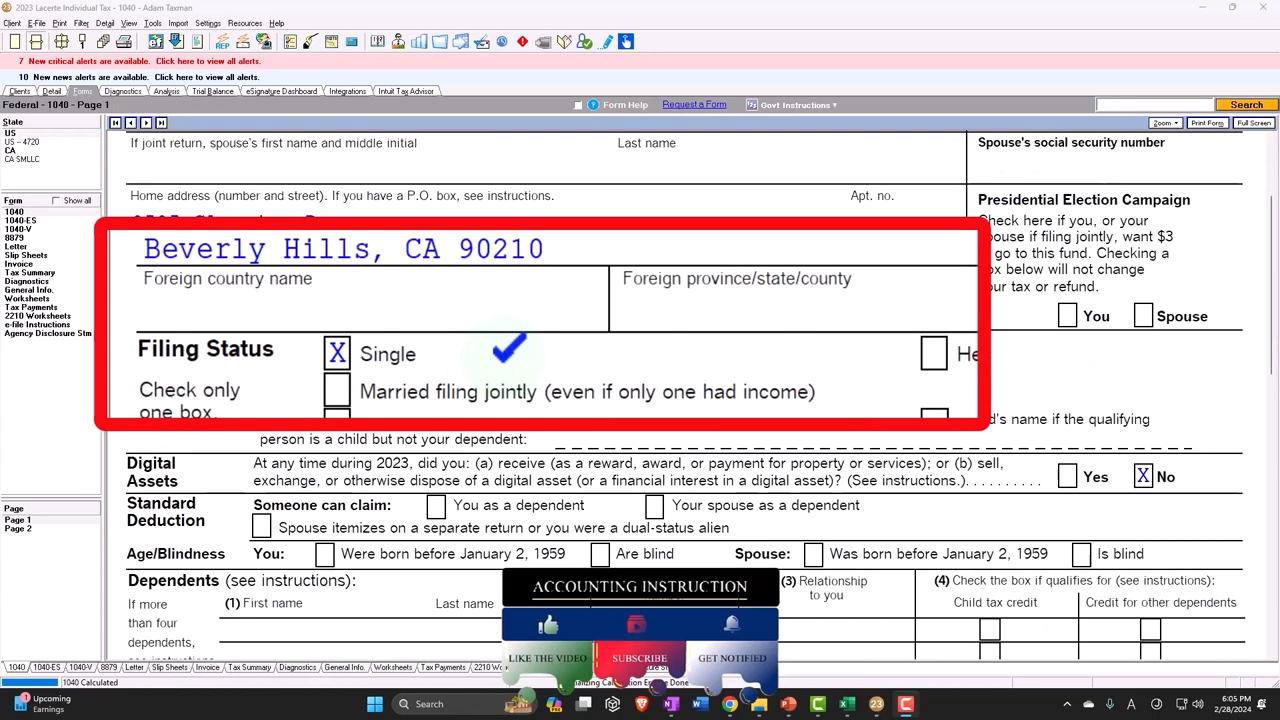 2023 Lacerte Individual Tax - 1040 - Adam Taxman
Client E-File Print Filter Detail View Tools Import Settings Resources Help
7 New critical alerts are available. Click here to view all alerts.
10 New news alerts are available. Click here to view all alerts.
Clients Detail Forms Diagnostics Analysis Trial Balance eSignature Dashboard Integrations Intuit Tax Advisor
Federal - 1040 - Page 1
Form Help Request a Form Govt Instructions Search
State
US
US - 4720
CA
CA SMLLC
Form Show all
1040
1040-ES
1040-V
8879
Letter
Slip Sheets
Invoice
Tax Summary
Diagnostics
General Info.
Worksheets
Tax Payments
2210 Worksheets
e-file Instructions
Agency Disclosure Stm
Page
Page 1
Page 2
Zoom Print Form Full Screen
If joint return, spouse's first name and middle initial Last name Spouse's social security number
Home address (number and street). If you have a P.O. box, see instructions. Apt. no.
Presidential Election Campaign
Check here if you, or your
spouse if filing jointly, want $3
go to this fund. Checking a
box below will not change
your tax or refund.
You Spouse
Beverly Hills, CA 90210
Foreign country name Foreign province/state/county
Filing Status X Single He
Check only Married filing jointly (even if only one had income)
one box.
d's name if the qualifying
person is a child but not your dependent:
Digital At any time during 2023, did you: (a) receive (as a reward, award, or payment for property or services); or (b) sell,
Assets exchange, or otherwise dispose of a digital asset (or a financial interest in a digital asset)? (See instructions.) . . . . . . . . . Yes X No
Standard Someone can claim: You as a dependent Your spouse as a dependent
Deduction Spouse itemizes on a separate return or you were a dual-status alien
Age/Blindness You: Were born before January 2, 1959 Are blind Spouse: Was born before January 2, 1959 Is blind
Dependents (see instructions): (3) Relationship (4) Check the box if qualifies for (see instructions):
to you
If more (1) First name Last name Child tax credit Credit for other dependents
than four
dependents,
ACCOUNTING INSTRUCTION
LIKE THE VIDEO SUBSCRIBE GET NOTIFIED
1040 1040-ES 1040-V 8879 Letter Slip Sheets Invoice Tax Summary Diagnostics General Info. Worksheets Tax Payments 2210 Wo
1040 Calculated
Upcoming
Earnings
Search
6:05 PM
2/28/2024